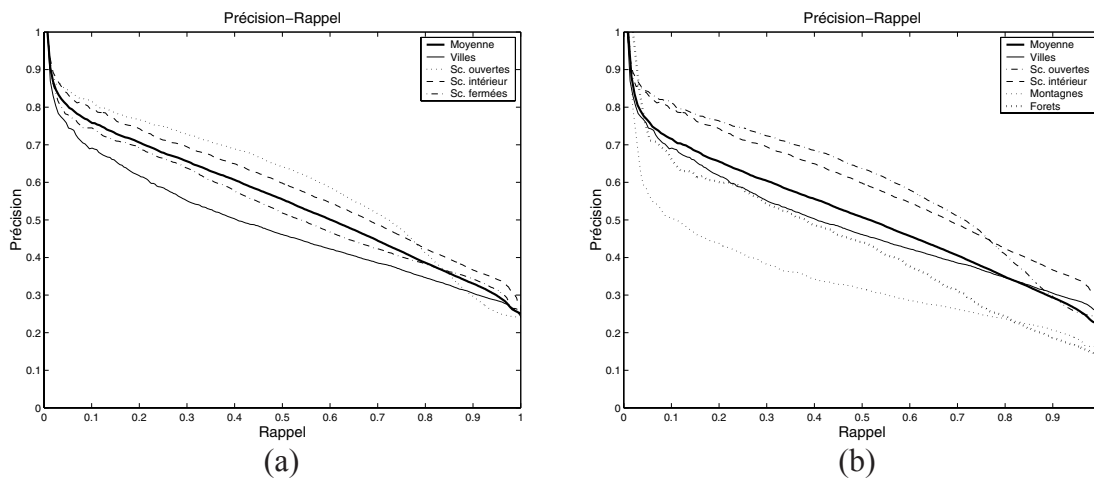 Précision−Rappel
1
0.9
0.8
0.7
0.6
0.5
0.4
0.3
0.2
0.1
0
Précision
0 0.1 0.2 0.3 0.4 0.5 0.6 0.7 0.8 0.9 1
Rappel
Moyenne
Villes
Sc. ouvertes
Sc. intérieur
Sc. fermées
(a)
Précision−Rappel
1
0.9
0.8
0.7
0.6
0.5
0.4
0.3
0.2
0.1
0
Précision
0 0.1 0.2 0.3 0.4 0.5 0.6 0.7 0.8 0.9
Rappel
Moyenne
Villes
Sc. ouvertes
Sc. intérieur
Montagnes
Forets
(b)